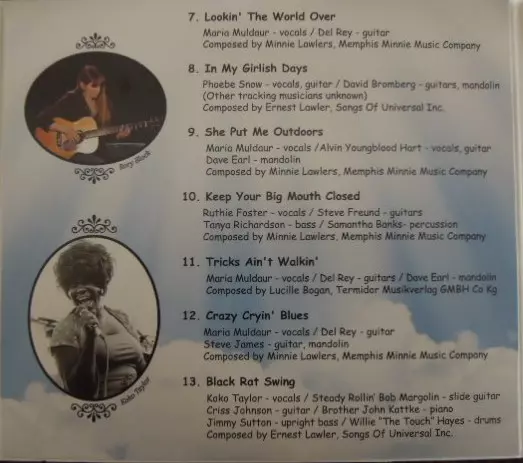 7. Lookin' The World Over
Maria Muldaur - vocals / Del Rey - guitar
Composed by Minnie Lawlers, Memphis Minnie Music Company
8. In My Girlish Days
Phoebe Snow - vocals, guitar / David Bromberg - guitars, mandolin
(Other tracking musicians unknown)
Composed by Ernest Lawler, Songs Of Universal Inc.
Rory Block
9. She Put Me Outdoors
Maria Muldaur - vocals /Alvin Youngblood Hart - vocals, guitar
Dave Earl - mandolin
Composed by Minnie Lawlers, Memphis Minnie Music Company
10. Keep Your Big Mouth Closed
Ruthie Foster - vocals / Steve Freund - guitars
Tanya Richardson - bass / Samantha Banks- percussion
Composed by Minnie Lawlers, Memphis Minnie Music Company
11. Tricks Ain't Walkin'
Maria Muldaur - vocals / Del Rey - guitars / Dave Earl - mandolin
Composed by Lucille Bogan, Termidor Musikverlag GMBH Co Kg
12. Crazy Cryin' Blues
Maria Muldaur - vocals / Del Rey - guitar
Steve James - guitar, mandolin
Composed by Minnie Lawlers, Memphis Minnie Music Company
Koko Taylor
13. Black Rat Swing
Koko Taylor - vocals / Steady Rollin' Bob Margolin - slide guitar
Criss Johnson - guitar / Brother John Kattke - piano
Jimmy Sutton - upright bass / Willie "The Touch" Hayes - drums
Composed by Ernest Lawler, Songs Of Universal Inc.